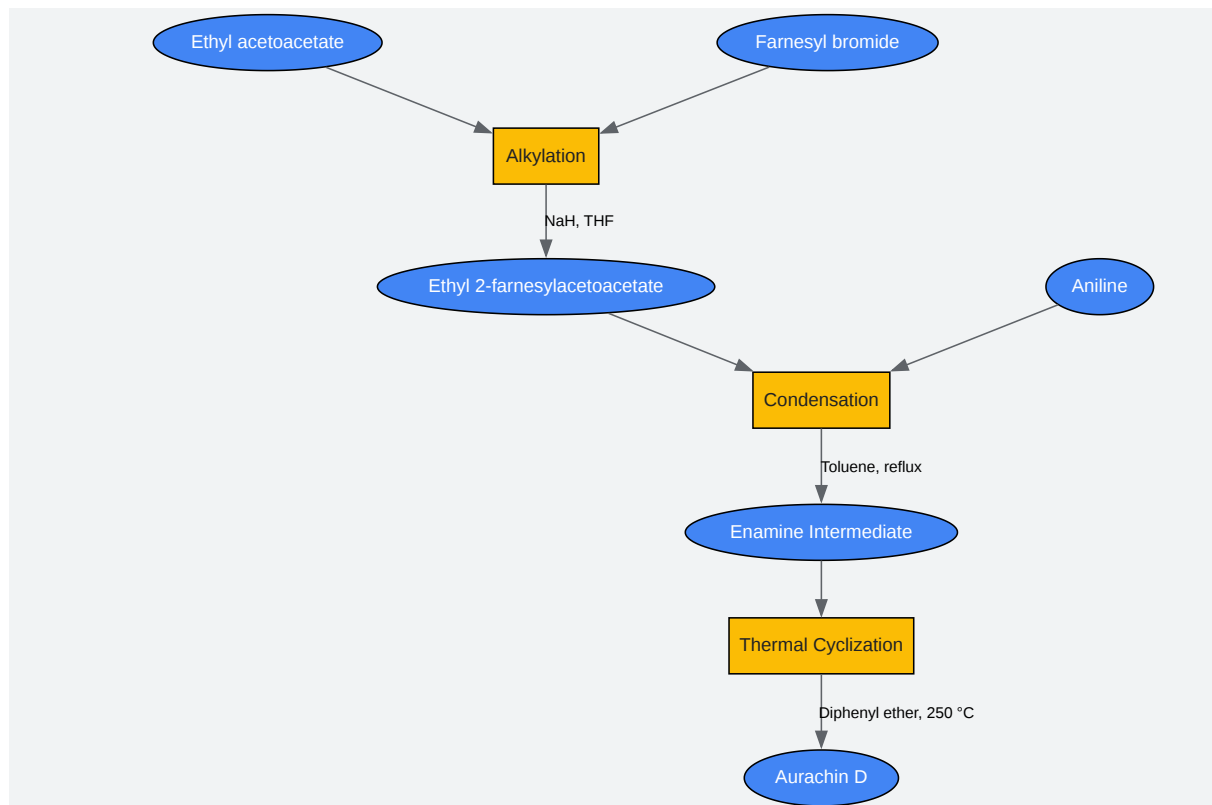 Ethyl acetoacetate
Farnesyl bromide
Alkylation
NaH, THF
Ethyl 2-farnesylacetoacetate
Aniline
Condensation
Toluene, reflux
Enamine Intermediate
Thermal Cyclization
Diphenyl ether, 250 °C
Aurachin D